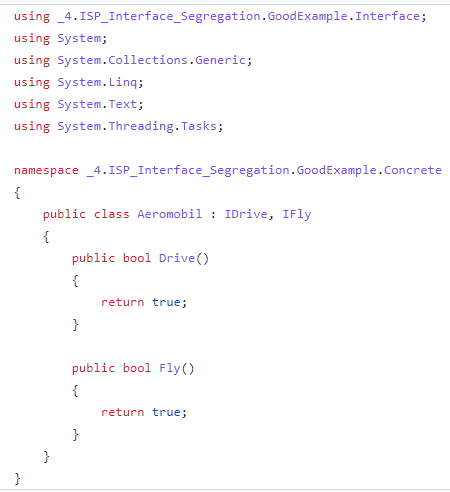 using _4.ISP_Interface_Segregation.GoodExample.Interface;
using System;
using System.Collections.Generic;
using System.Linq;
using System.Text;
using System.Threading.Tasks;

namespace _4.ISP_Interface_Segregation.GoodExample.Concrete
{
    public class Aeromobil : IDrive, IFly
    {
        public bool Drive()
        {
            return true;
        }

        public bool Fly()
        {
            return true;
        }
    }
}